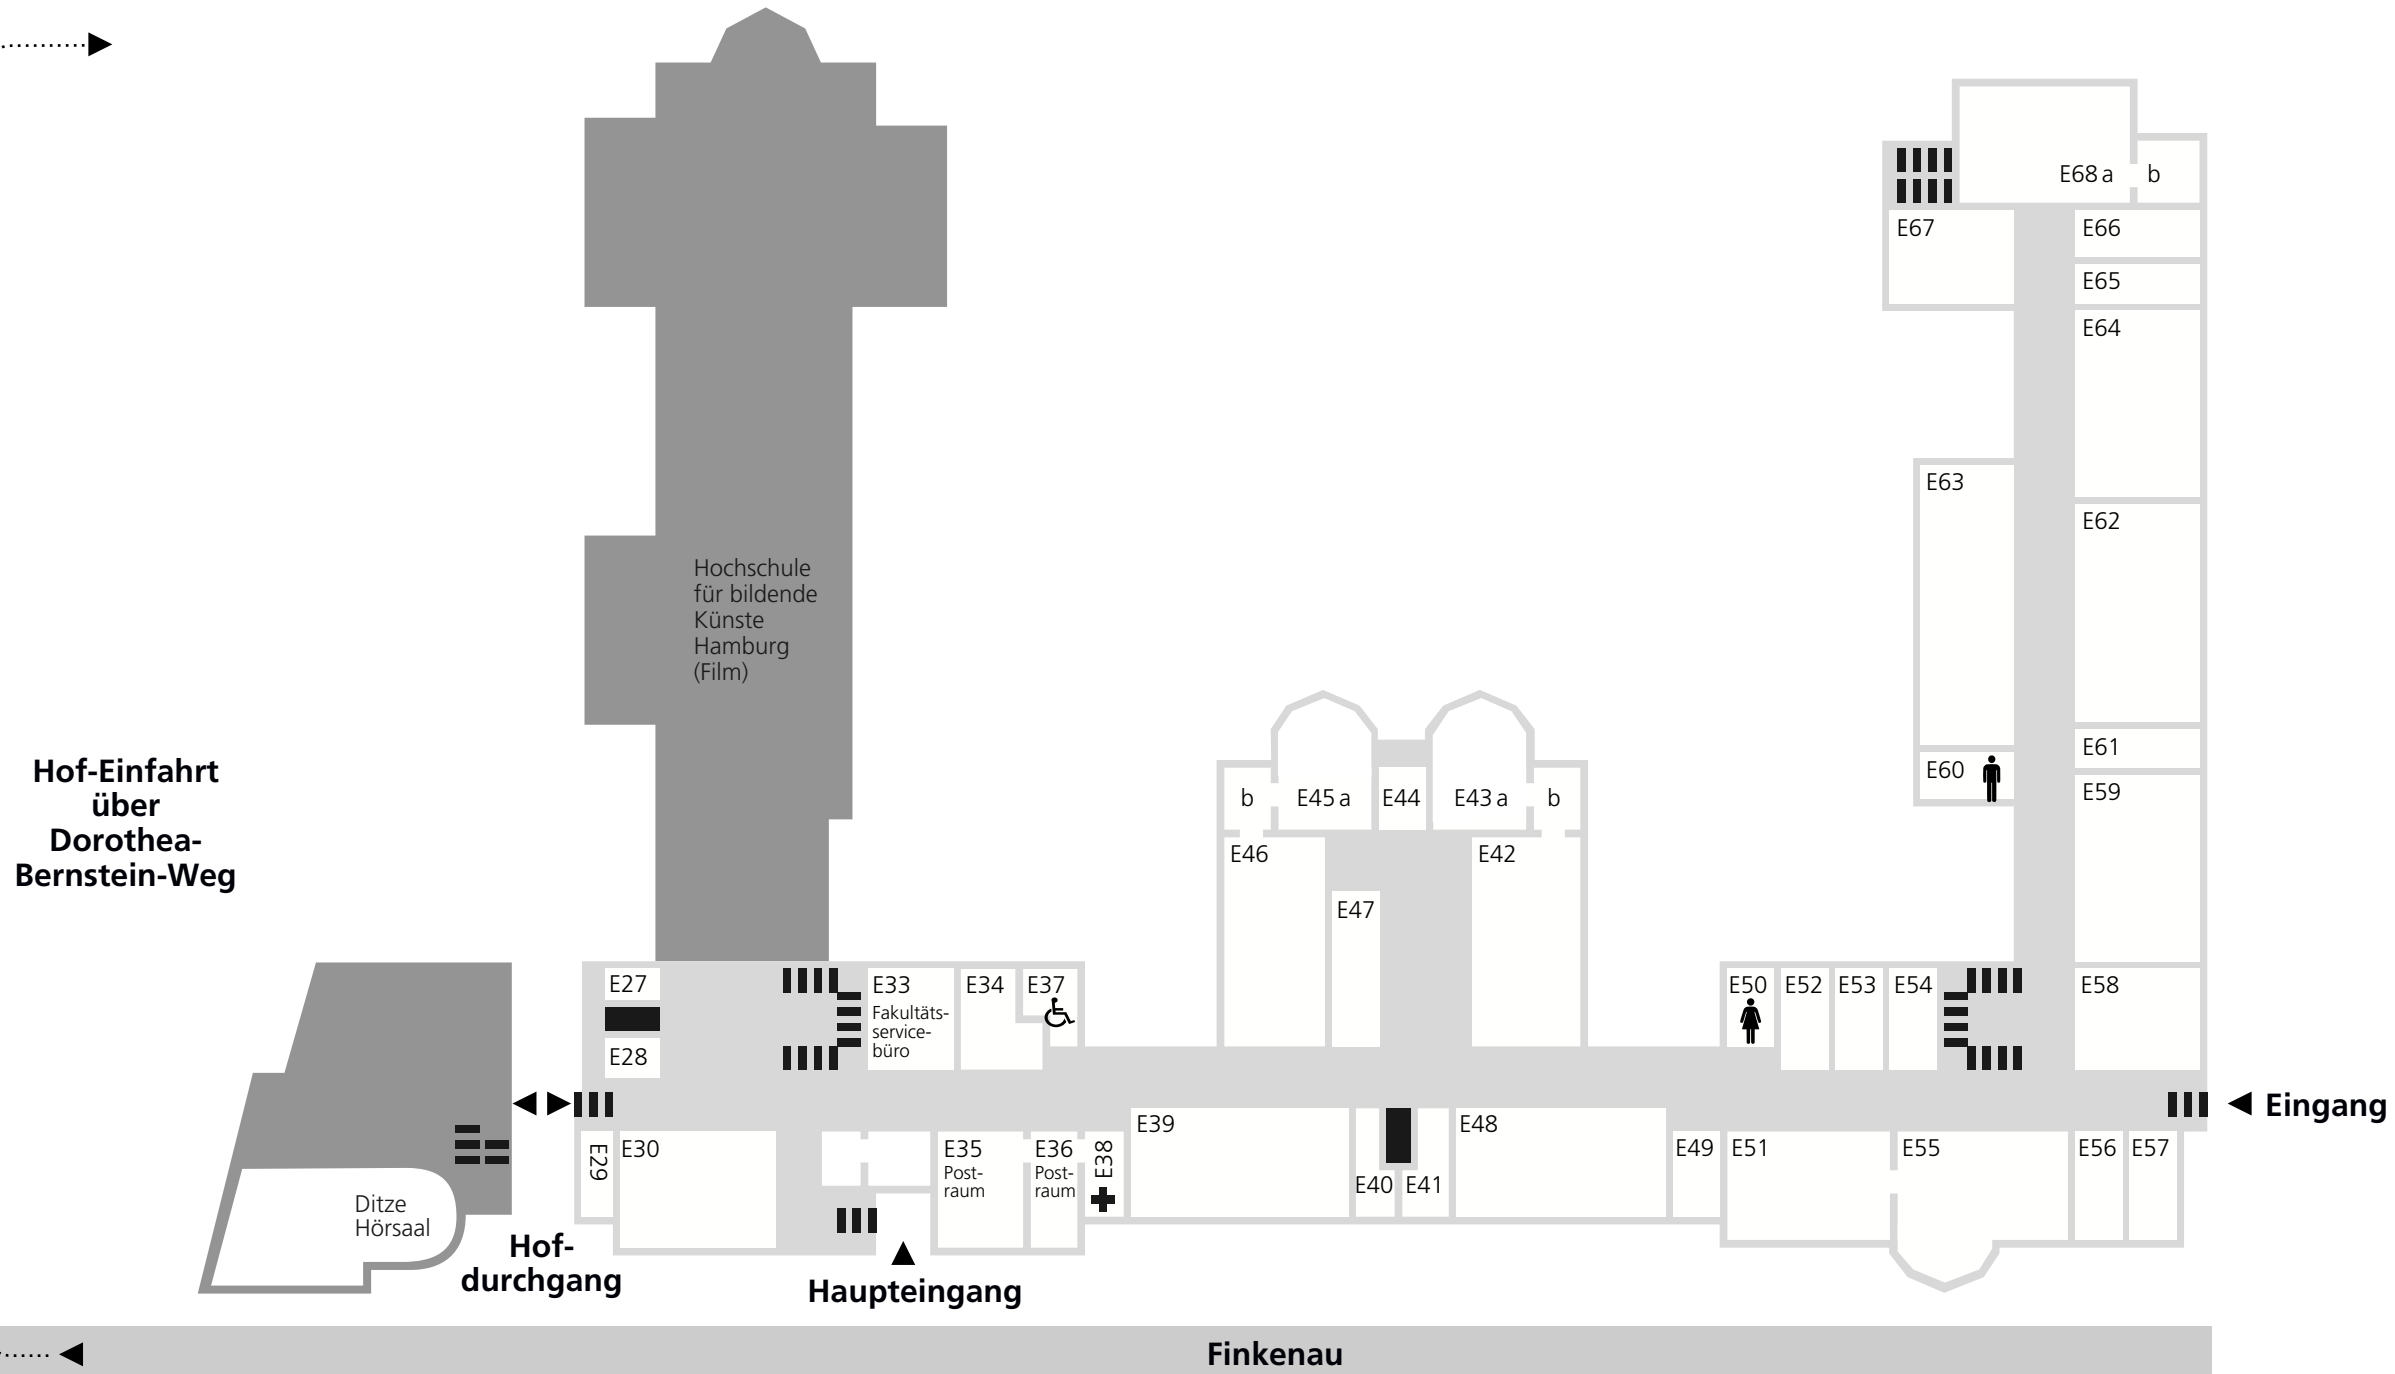 E68 a
b
E67
E66
E65
E64
E63
E62
Hochschule
für bildende
Künste
Hamburg
(Film)
E61
E60
E59
Hof-Einfahrt
über
Dorothea-
Bernstein-Weg
b
E45 a
E44
E43 a
b
E46
E42
E47
E27
E28
E33
Fakultäts-
service-
büro
E34
E37
E50
E52
E53
E54
E58
Eingang
E29
E30
E35
Post-
raum
E36
Post-
raum
E38
E39
E40
E41
E48
E49
E51
E55
E56
E57
Ditze
Hörsaal
Hof-
durchgang
Haupteingang
Finkenau